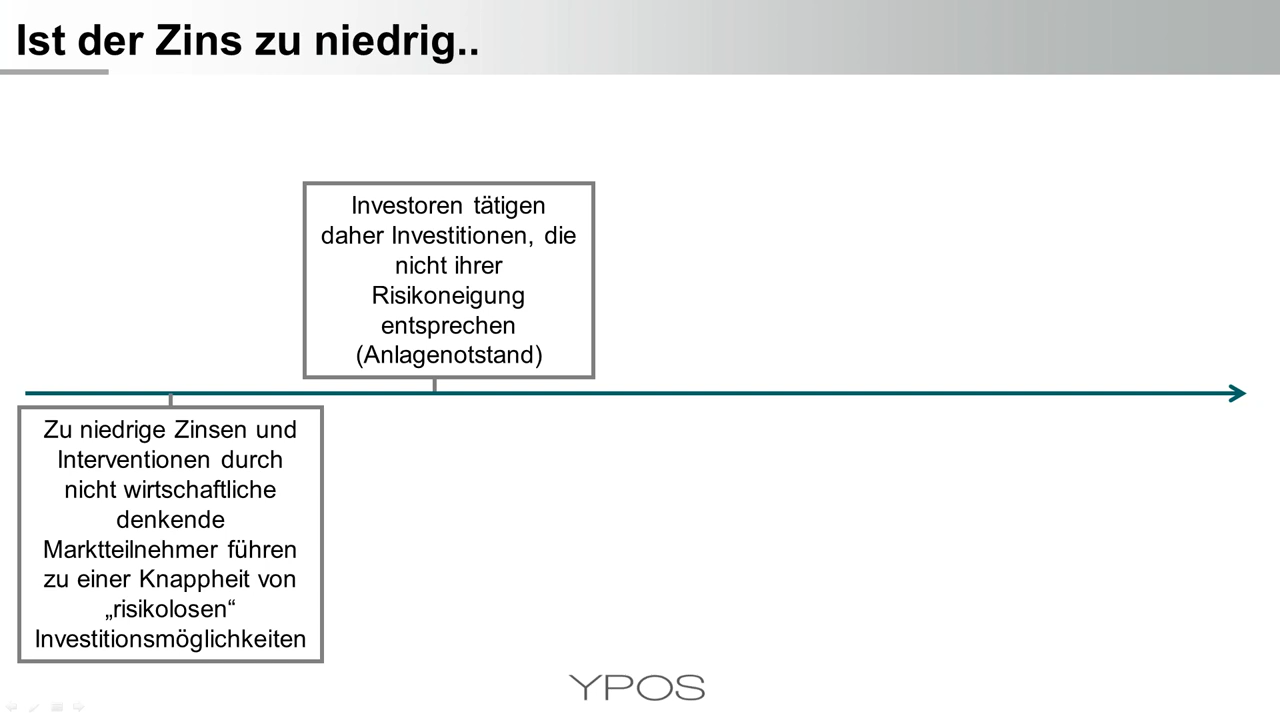 Ist der Zins zu niedrig..
Investoren tätigen
daher Investitionen, die
nicht ihrer
Risikoneigung
entsprechen
(Anlagenotstand)
Zu niedrige Zinsen und
Interventionen durch
nicht wirtschaftliche
denkende
Marktteilnehmer führen
zu einer Knappheit von
„risikolosen“
Investitionsmöglichkeiten
YPOS